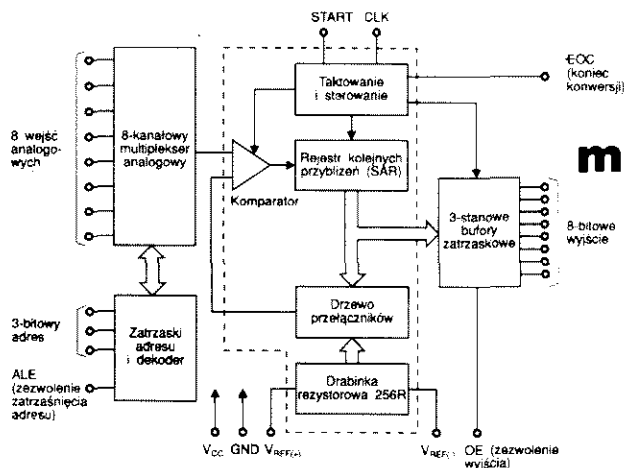 START CLK
EOC
(koniec
konwersji)
Taktowanie
i sterowanie
8 wejść
analogo-
wych
8-kanałowy
multiplekser
analogowy
Rejestr kolejnych
przybliżeń (SAR)
Komparator
m
3-stanowe
bufory
zatrzaskowe
8-bitowe
wyjście
3-bitowy
adres
Zatrzaski
adresu
i dekoder
Drzewo
przełączników
ALE
(zezwolenie
zatrzaśnięcia
adresu)
Drabinka
rezystorowa 256R
VCC GND VREF(+) VREF(-) OE (zezwolenie
wyjścia)